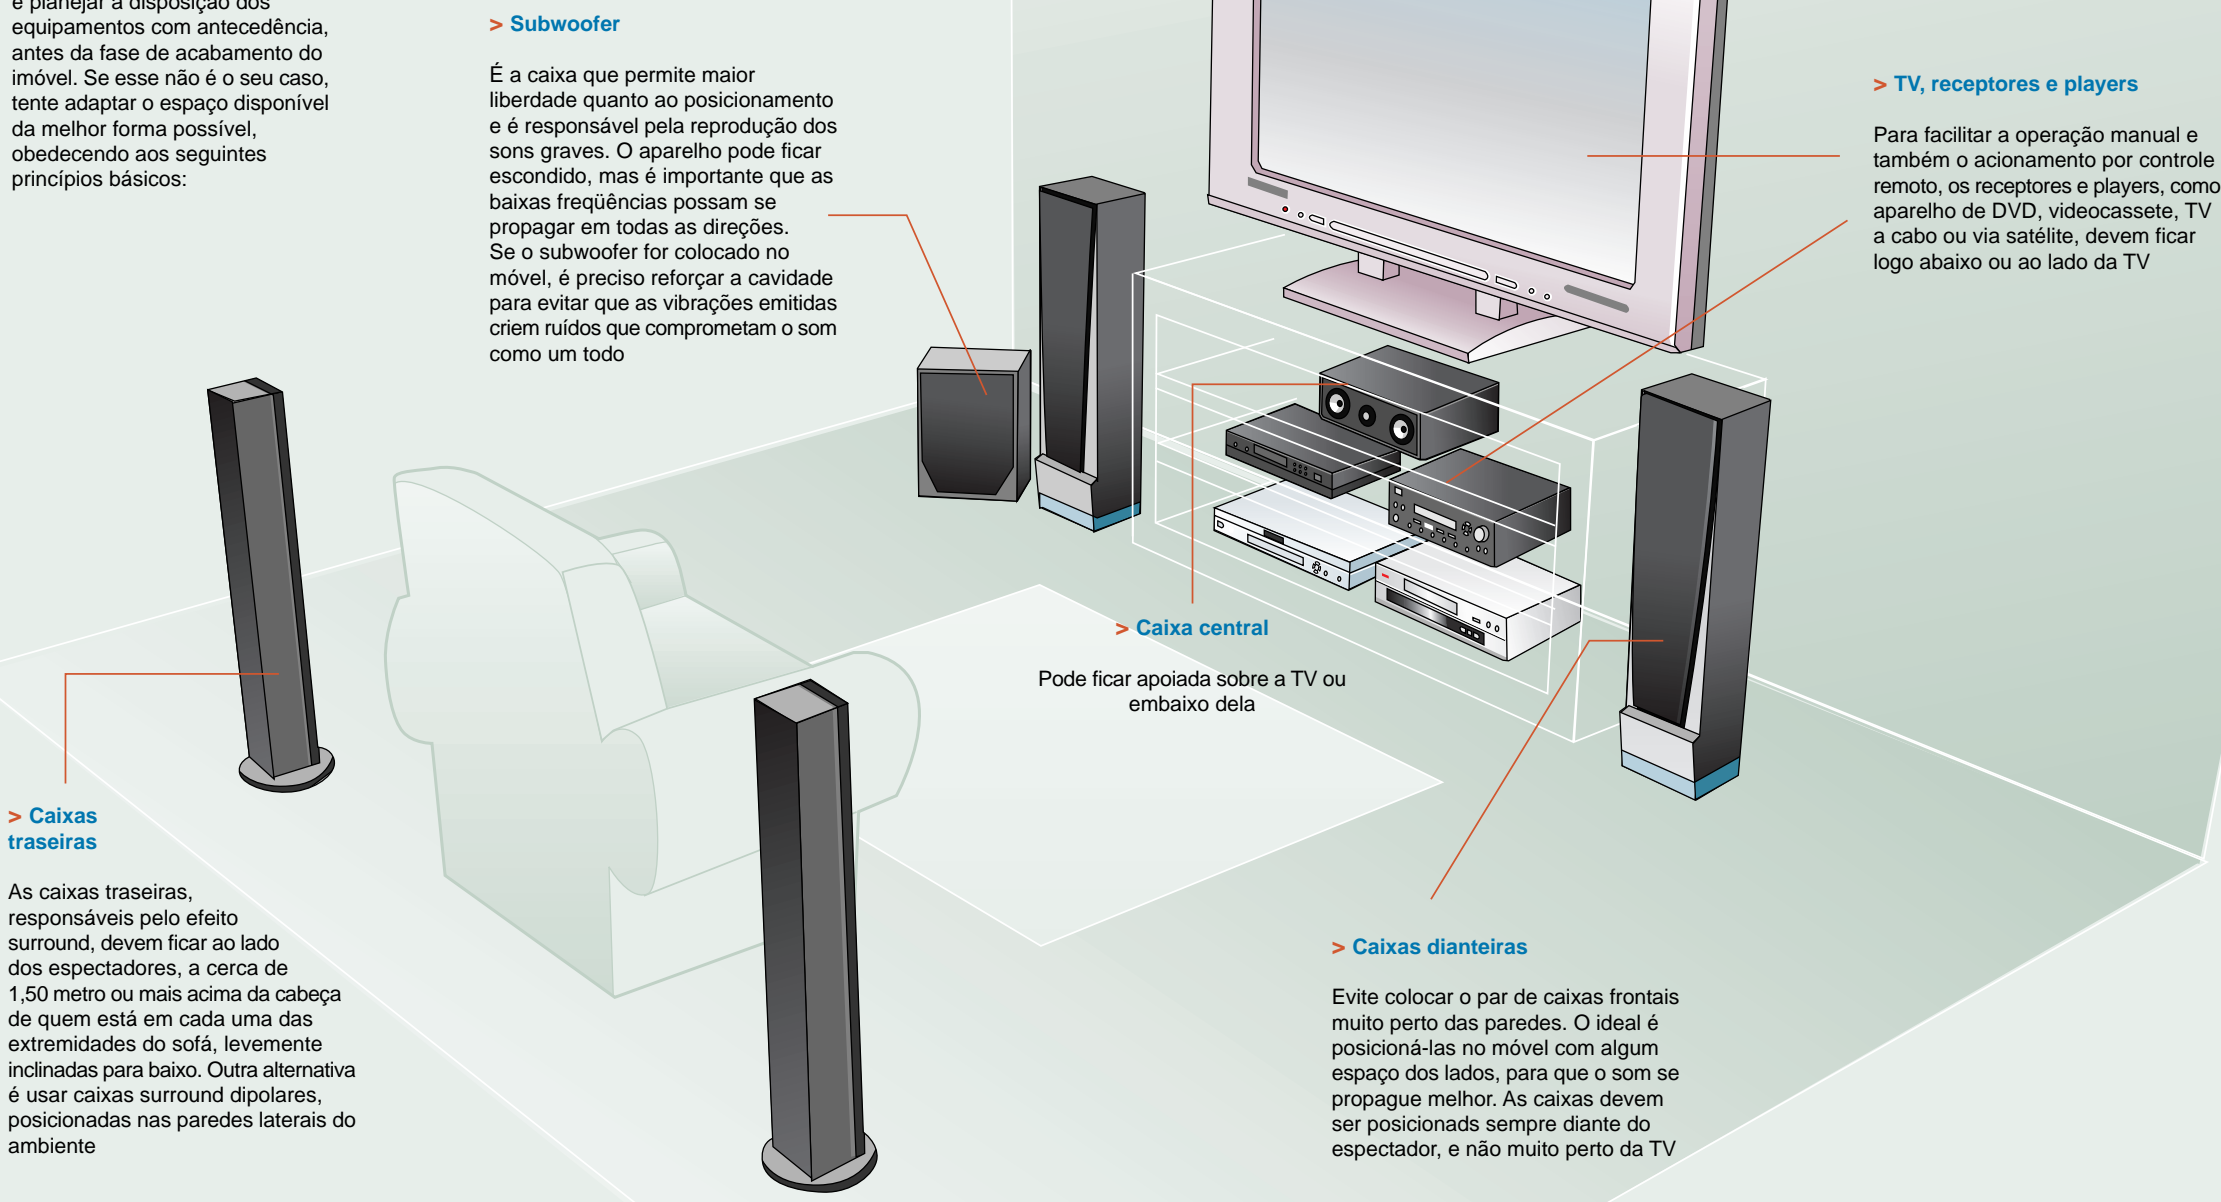 e planejar a disposição dos
equipamentos com antecedência,
antes da fase de acabamento do
imóvel. Se esse não é o seu caso,
tente adaptar o espaço disponível
da melhor forma possível,
obedecendo aos seguintes
princípios básicos:
> Subwoofer
É a caixa que permite maior
liberdade quanto ao posicionamento
e é responsável pela reprodução dos
sons graves. O aparelho pode ficar
escondido, mas é importante que as
baixas freqüências possam se
propagar em todas as direções.
Se o subwoofer for colocado no
móvel, é preciso reforçar a cavidade
para evitar que as vibrações emitidas
criem ruídos que comprometam o som
como um todo
> TV, receptores e players
Para facilitar a operação manual e
também o acionamento por controle
remoto, os receptores e players, como
aparelho de DVD, videocassete, TV
a cabo ou via satélite, devem ficar
logo abaixo ou ao lado da TV
> Caixa central
Pode ficar apoiada sobre a TV ou
embaixo dela
> Caixas
traseiras
As caixas traseiras,
responsáveis pelo efeito
surround, devem ficar ao lado
dos espectadores, a cerca de
1,50 metro ou mais acima da cabeça
de quem está em cada uma das
extremidades do sofá, levemente
inclinadas para baixo. Outra alternativa
é usar caixas surround dipolares,
posicionadas nas paredes laterais do
ambiente
> Caixas dianteiras
Evite colocar o par de caixas frontais
muito perto das paredes. O ideal é
posicioná-las no móvel com algum
espaço dos lados, para que o som se
propague melhor. As caixas devem
ser posicionads sempre diante do
espectador, e não muito perto da TV